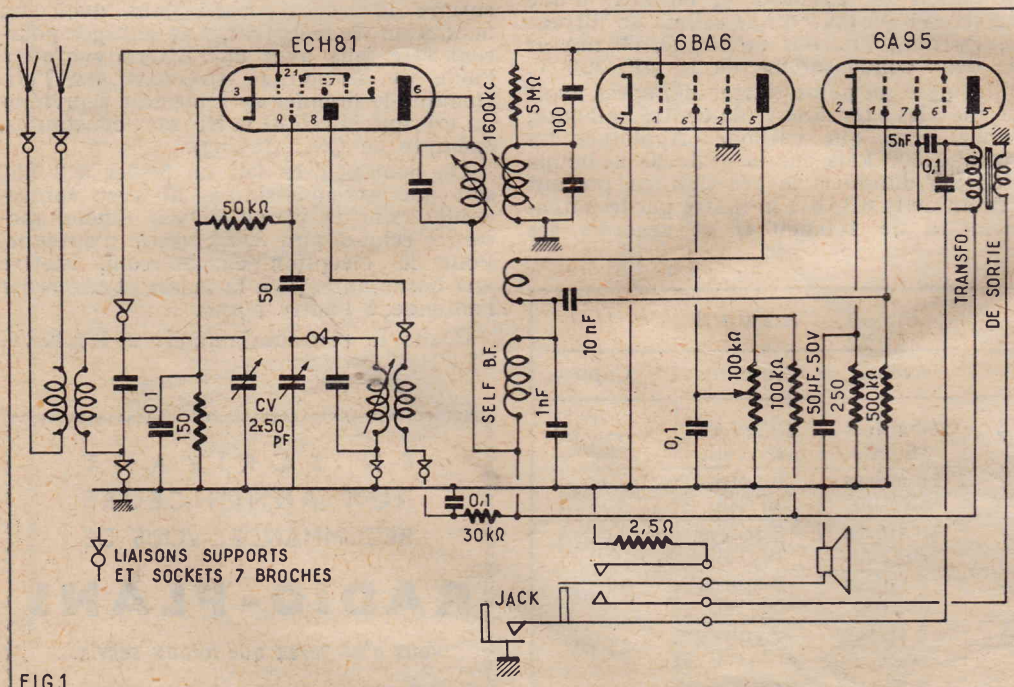 ECH81
6BA6
6A95
3
2 1
7
6
9
8
7
1
6
2
5
2
1
7
6
5
1600kc
5MΩ
100
5nF
0,1
50kΩ
50
TRANSFO.
DE SORTIE
SELF B.F.
10nF
1nF
0,1
100kΩ
100kΩ
50µF-50V
250
500kΩ
0 1
150
CV
2x50
PF
0,1
30kΩ
2,5Ω
LIAISONS SUPPORTS
ET SOCKETS 7 BROCHES
JACK
FIG.1